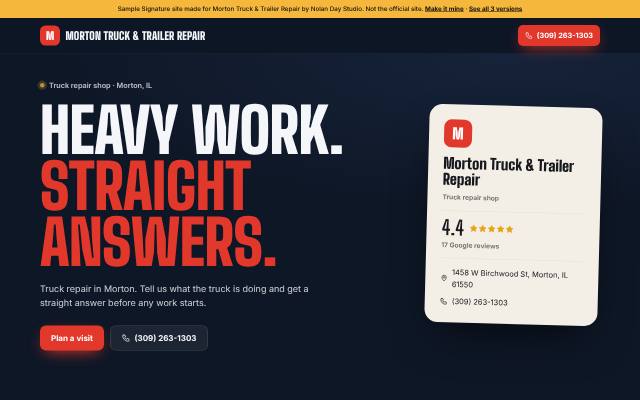 Sample Signature site made for Morton Truck & Trailer Repair by Nolan Day Studio. Not the official site. Make it mine · See all 3 versions
M MORTON TRUCK & TRAILER REPAIR
(309) 263-1303
Truck repair shop · Morton, IL
HEAVY WORK.
STRAIGHT
ANSWERS.
Truck repair in Morton. Tell us what the truck is doing and get a
straight answer before any work starts.
Plan a visit
(309) 263-1303
M
Morton Truck & Trailer
Repair
Truck repair shop
4.4
17 Google reviews
1458 W Birchwood St, Morton, IL
61550
(309) 263-1303